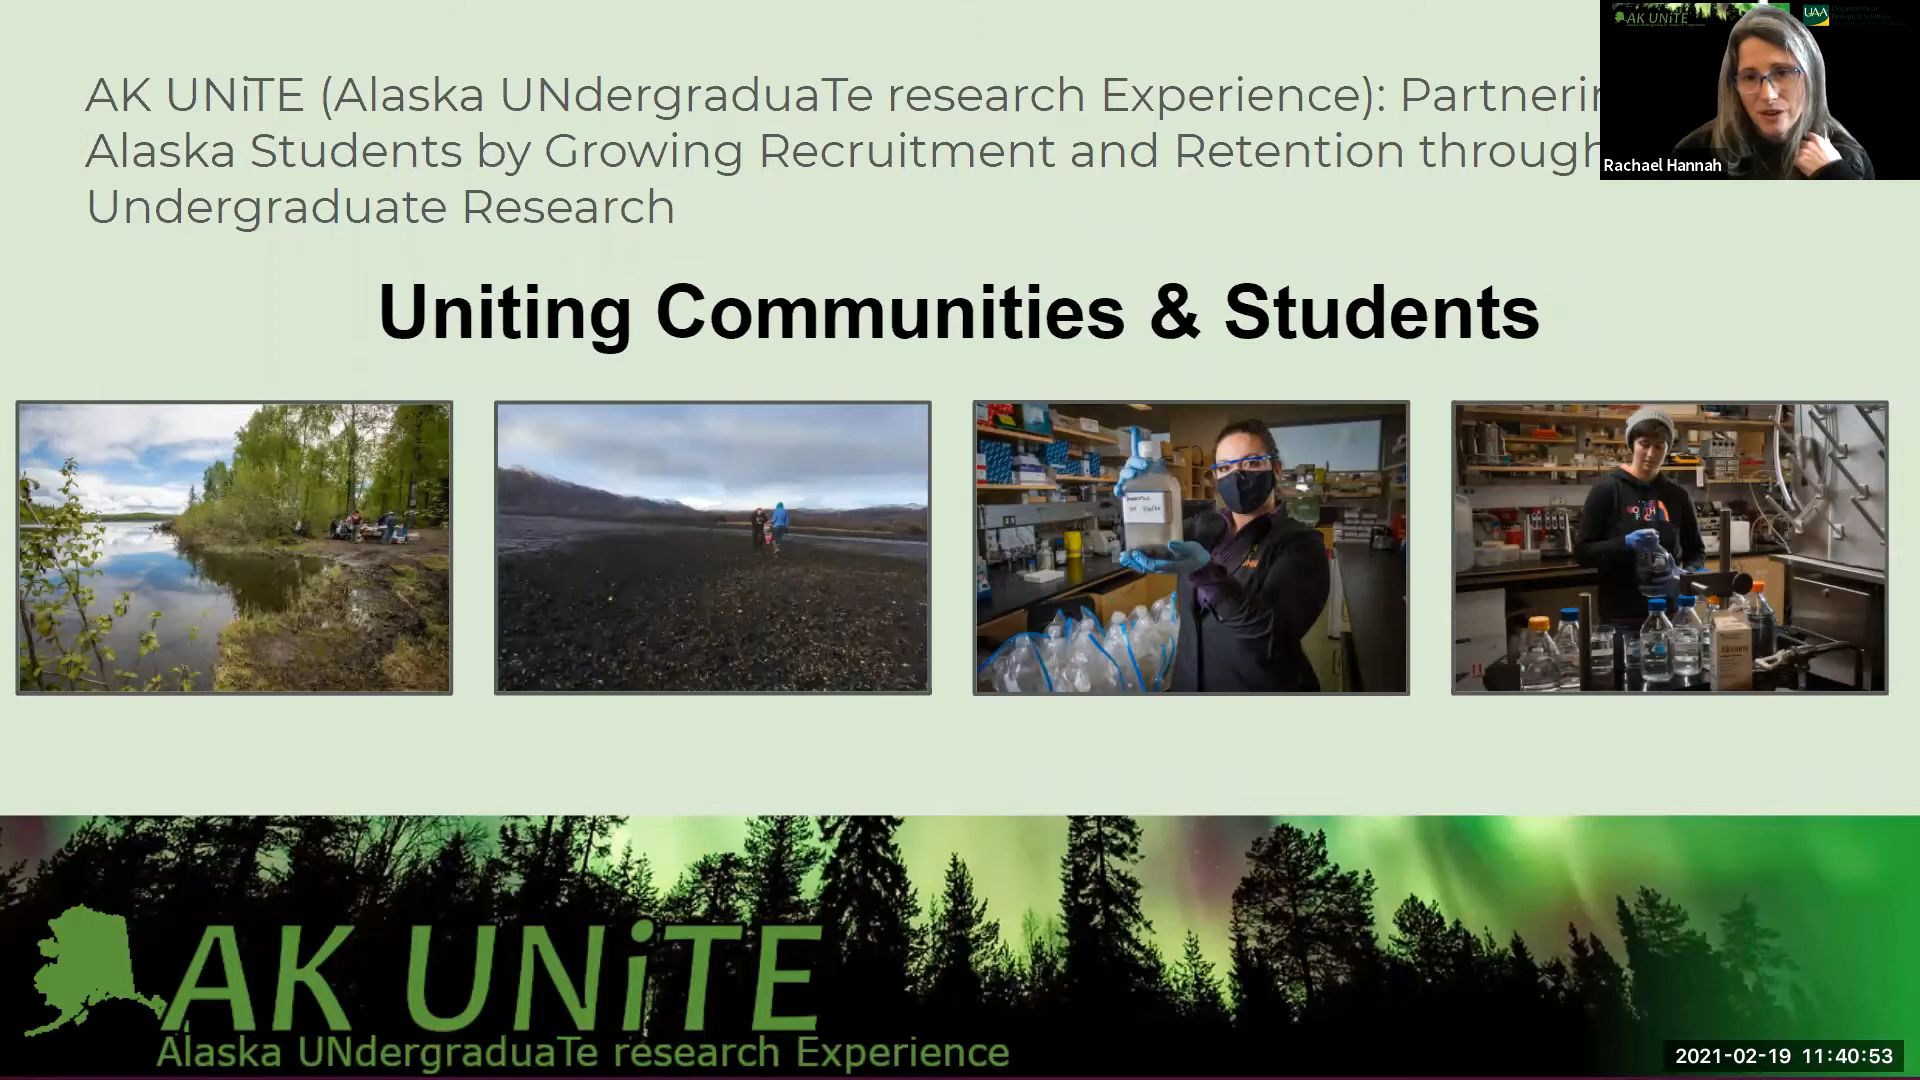 AK UNiTE (Alaska UNdergraduaTe research Experience): Partnerin
Alaska Students by Growing Recruitment and Retention through
Undergraduate Research
AK UNiTE
UAA
Rachael Hannah
Uniting Communities & Students
AK UNiTE
Alaska UNdergraduaTe research Experience
2021-02-19 11:40:53